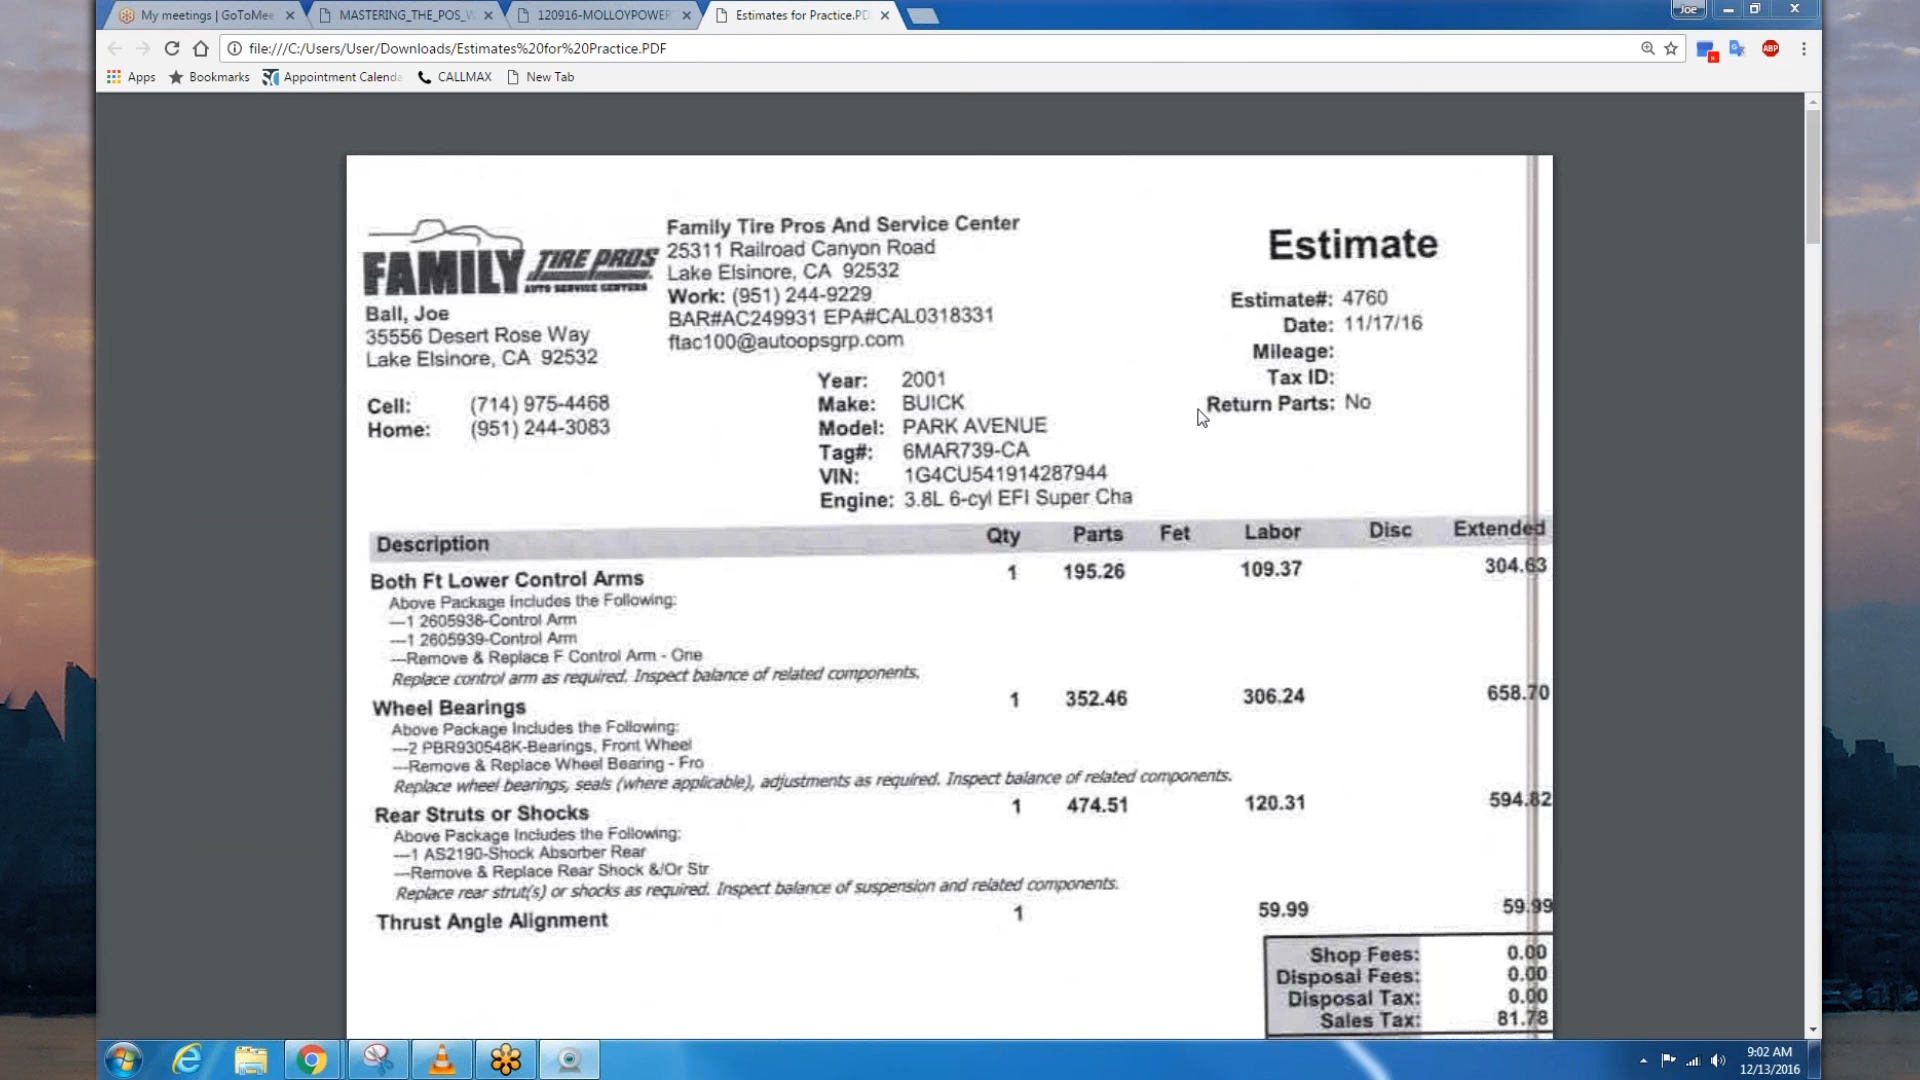 My meetings | GoToMee
MASTERING_THE_POS_W
120916-MOLLOYPOWER
Estimates for Practice.PD
Joe
file:///C:/Users/User/Downloads/Estimates%20for%20Practice.PDF
ABP
Apps
Bookmarks
Appointment Calenda
CALLMAX
New Tab
FAMILY TIRE PROS
AUTO SERVICE CENTERS
Family Tire Pros And Service Center
25311 Railroad Canyon Road
Lake Elsinore, CA 92532
Work: (951) 244-9229
BAR#AC249931 EPA#CAL0318331
ftac100@autoopsgrp.com
Estimate
Estimate#: 4760
Date: 11/17/16
Mileage:
Tax ID:
Return Parts: No
Ball, Joe
35556 Desert Rose Way
Lake Elsinore, CA 92532
Cell: (714) 975-4468
Home: (951) 244-3083
Year: 2001
Make: BUICK
Model: PARK AVENUE
Tag#: 6MAR739-CA
VIN: 1G4CU541914287944
Engine: 3.8L 6-cyl EFI Super Cha
Description Qty Parts Fet Labor Disc Extended
Both Ft Lower Control Arms 1 195.26 109.37 304.63
Above Package Includes the Following:
---1 2605938-Control Arm
---1 2605939-Control Arm
---Remove & Replace F Control Arm - One
Replace control arm as required. Inspect balance of related components.
Wheel Bearings 1 352.46 306.24 658.70
Above Package Includes the Following:
---2 PBR930548K-Bearings, Front Wheel
---Remove & Replace Wheel Bearing - Fro
Replace wheel bearings, seals (where applicable), adjustments as required. Inspect balance of related components.
Rear Struts or Shocks 1 474.51 120.31 594.82
Above Package Includes the Following:
---1 AS2190-Shock Absorber Rear
---Remove & Replace Rear Shock &/Or Str
Replace rear strut(s) or shocks as required. Inspect balance of suspension and related components.
Thrust Angle Alignment 1 59.99 59.99
Shop Fees: 0.00
Disposal Fees: 0.00
Disposal Tax: 0.00
Sales Tax: 81.78
9:02 AM
12/13/2016